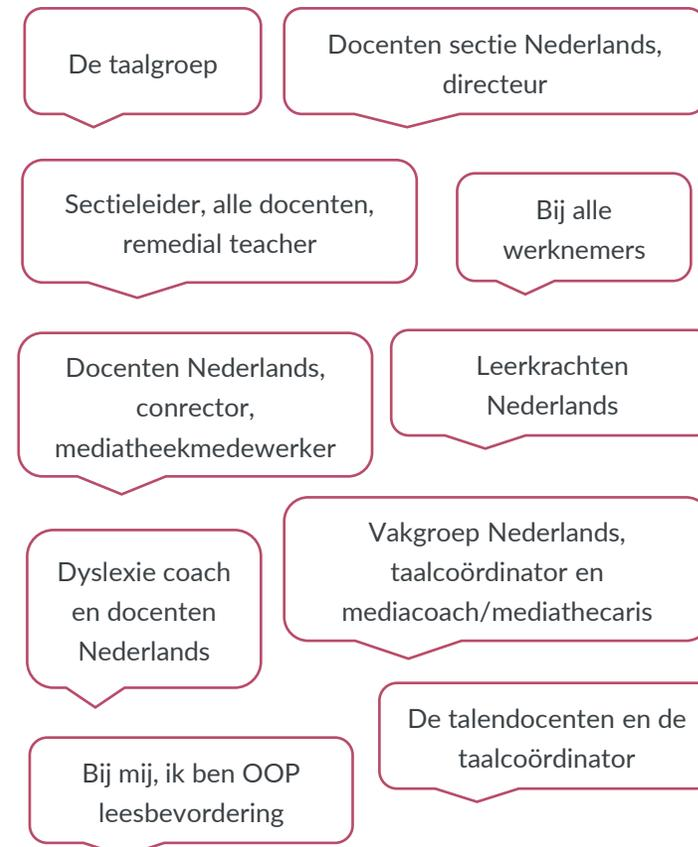 De taalgroep
Docenten sectie Nederlands,
directeur
Sectieleider, alle docenten,
remedial teacher
Bij alle
werknemers
Docenten Nederlands,
conrector,
mediatheekmedewerker
Leerkrachten
Nederlands
Vakgroep Nederlands,
taalcoördinator en
mediacoach/mediathecaris
Dyslexie coach
en docenten
Nederlands
De talendocenten en de
taalcoördinator
Bij mij, ik ben OOP
leesbevordering